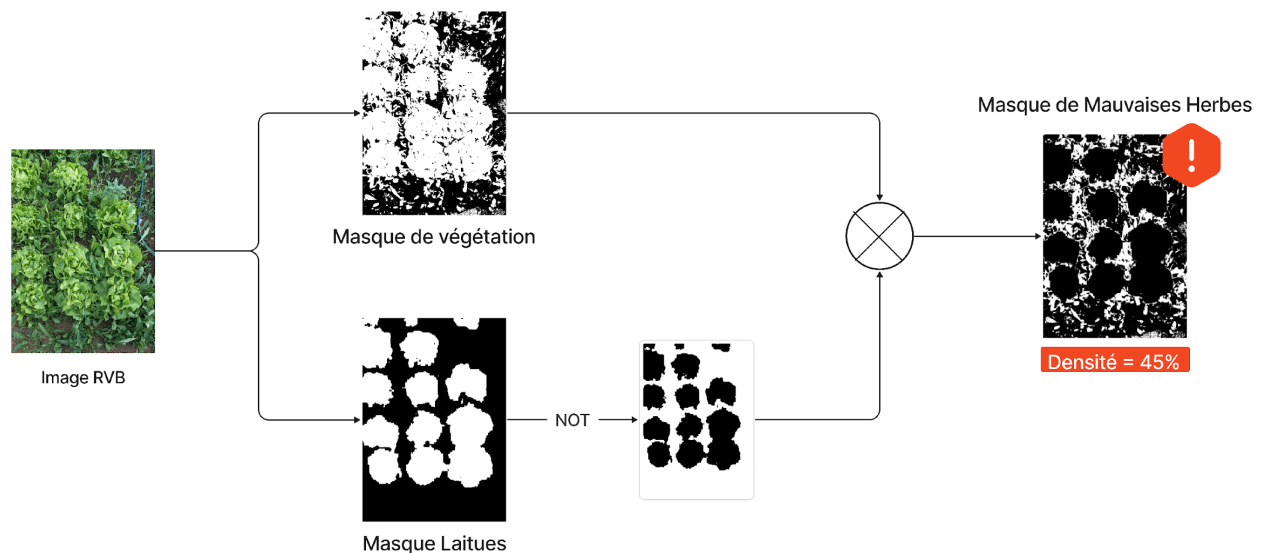 Masque de végétation
Image RVB
Masque Laitues
NOT
Masque de Mauvaises Herbes
!
Densité = 45%